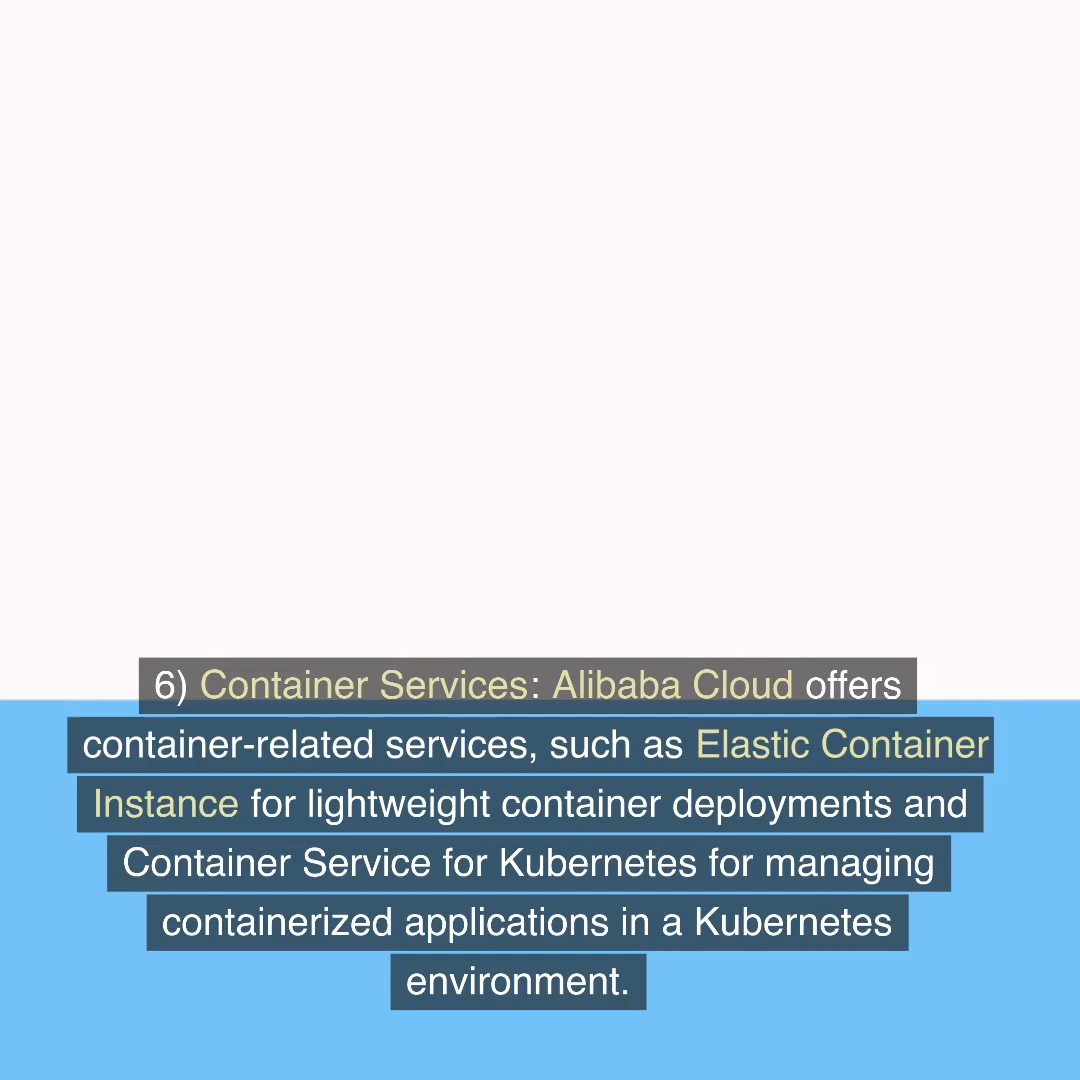 6) Container Services: Alibaba Cloud offers
container-related services, such as Elastic Container
Instance for lightweight container deployments and
Container Service for Kubernetes for managing
containerized applications in a Kubernetes
environment.